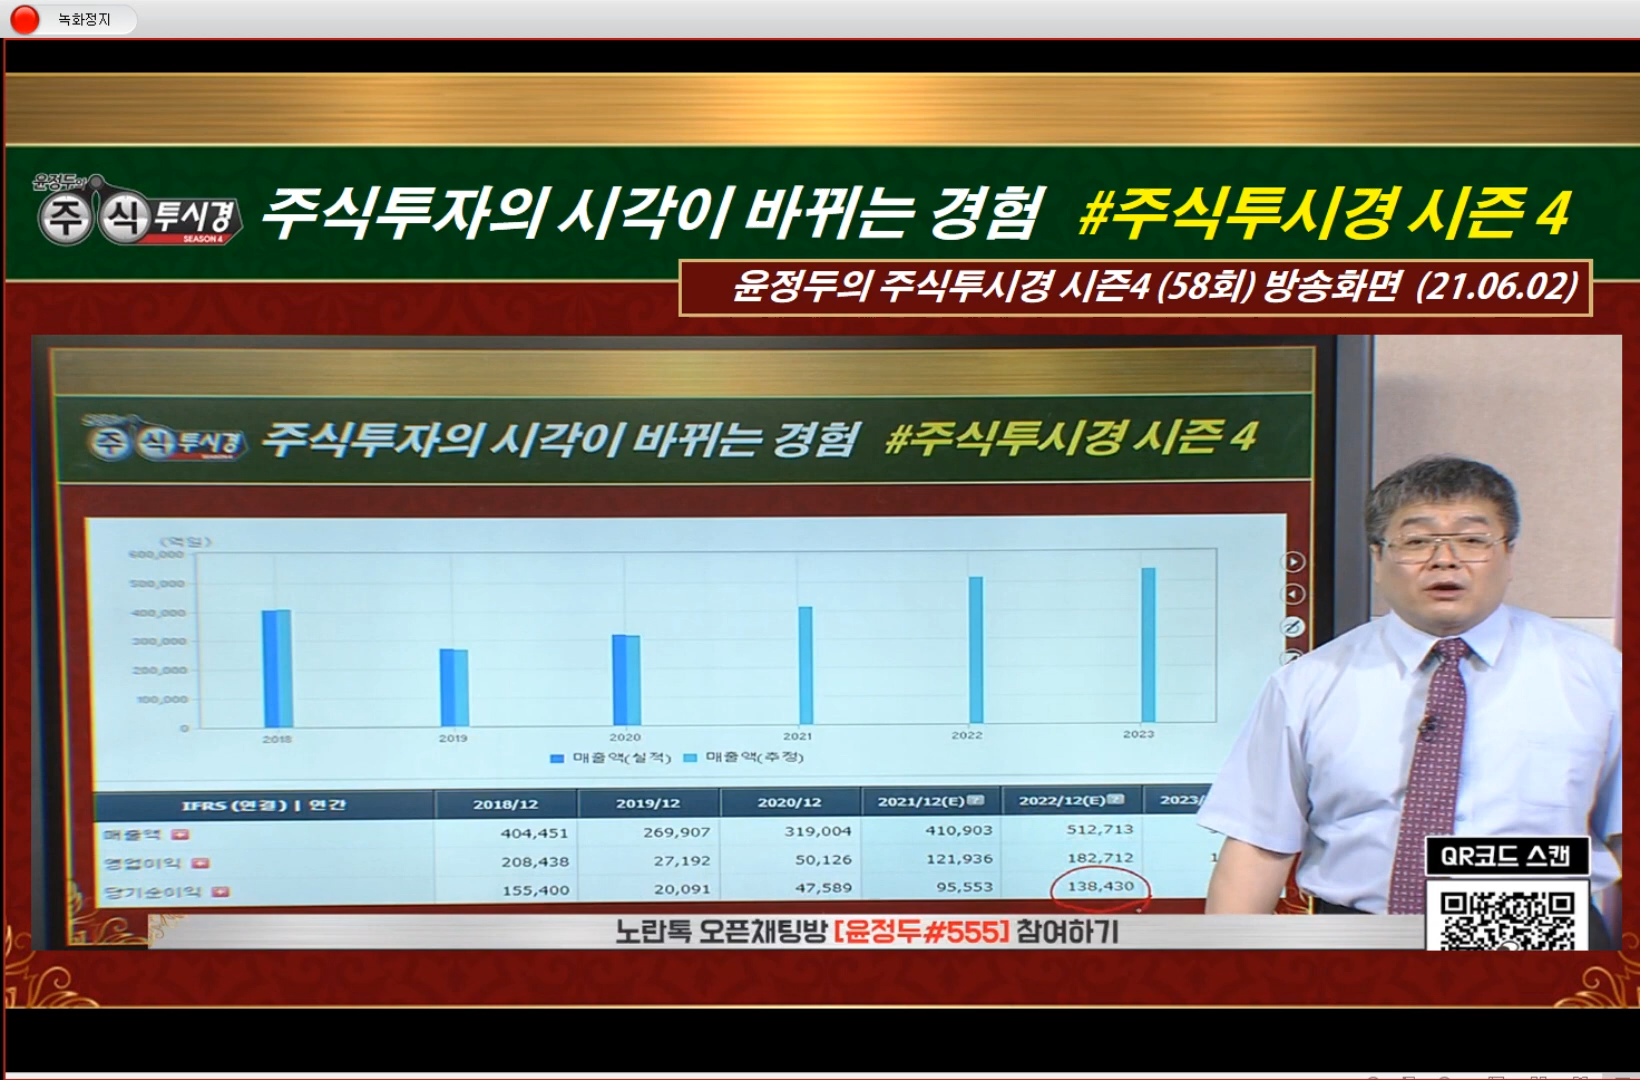 녹화정지
윤정두의
주식투시경
SEASON 4
주식투자의 시각이 바뀌는 경험 #주식투시경 시즌 4
윤정두의 주식투시경 시즌4 (58회) 방송화면 (21.06.02)
주식투시경 주식투자의 시각이 바뀌는 경험 #주식투시경 시즌 4
600,000
500,000
400,000
300,000
200,000
100,000
0
2018 2019 2020 2021 2022 2023
매출액(실적) 매출액(추정)
IFRS (연결) | 연간 2018/12 2019/12 2020/12 2021/12(E) 2022/12(E) 2023/
매출액 404,451 269,907 319,004 410,903 512,713
영업이익 208,438 27,192 50,126 121,936 182,712 1
당기순이익 155,400 20,091 47,589 95,553 138,430
QR코드 스캔
노란톡 오픈채팅방 [윤정두#555] 참여하기